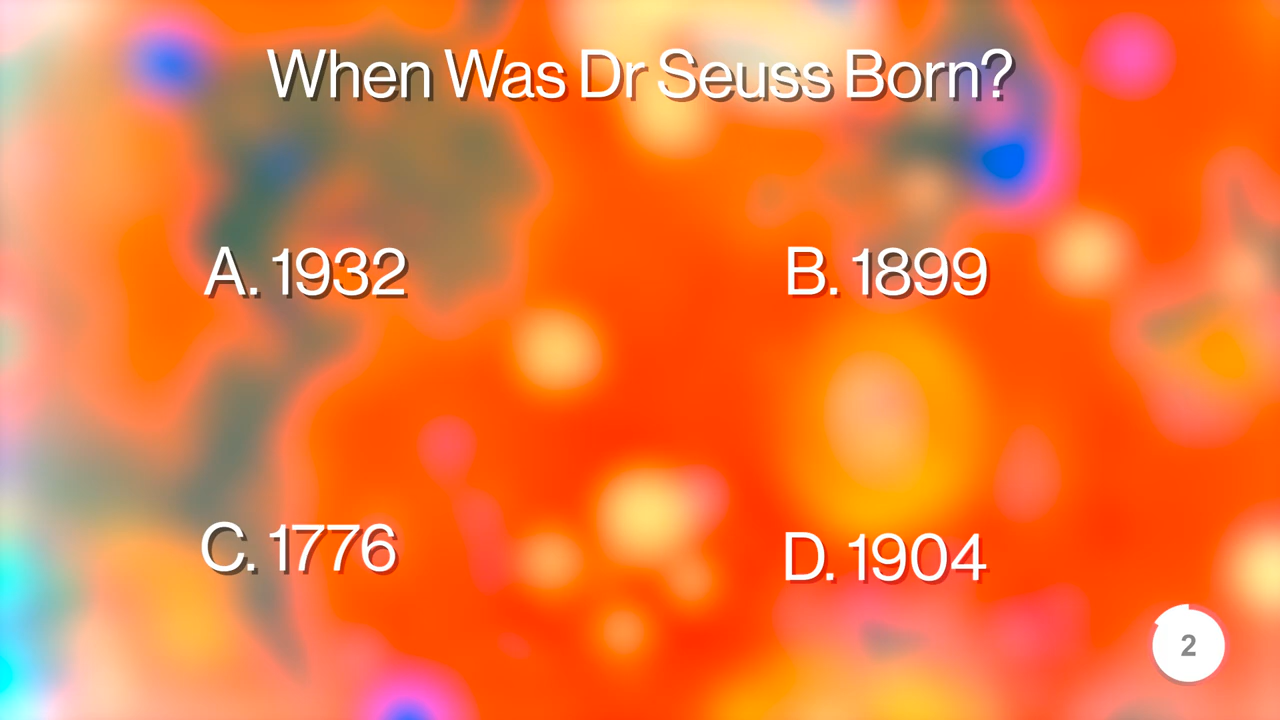 When Was Dr Seuss Born?
A. 1932
B. 1899
C. 1776
D. 1904
2